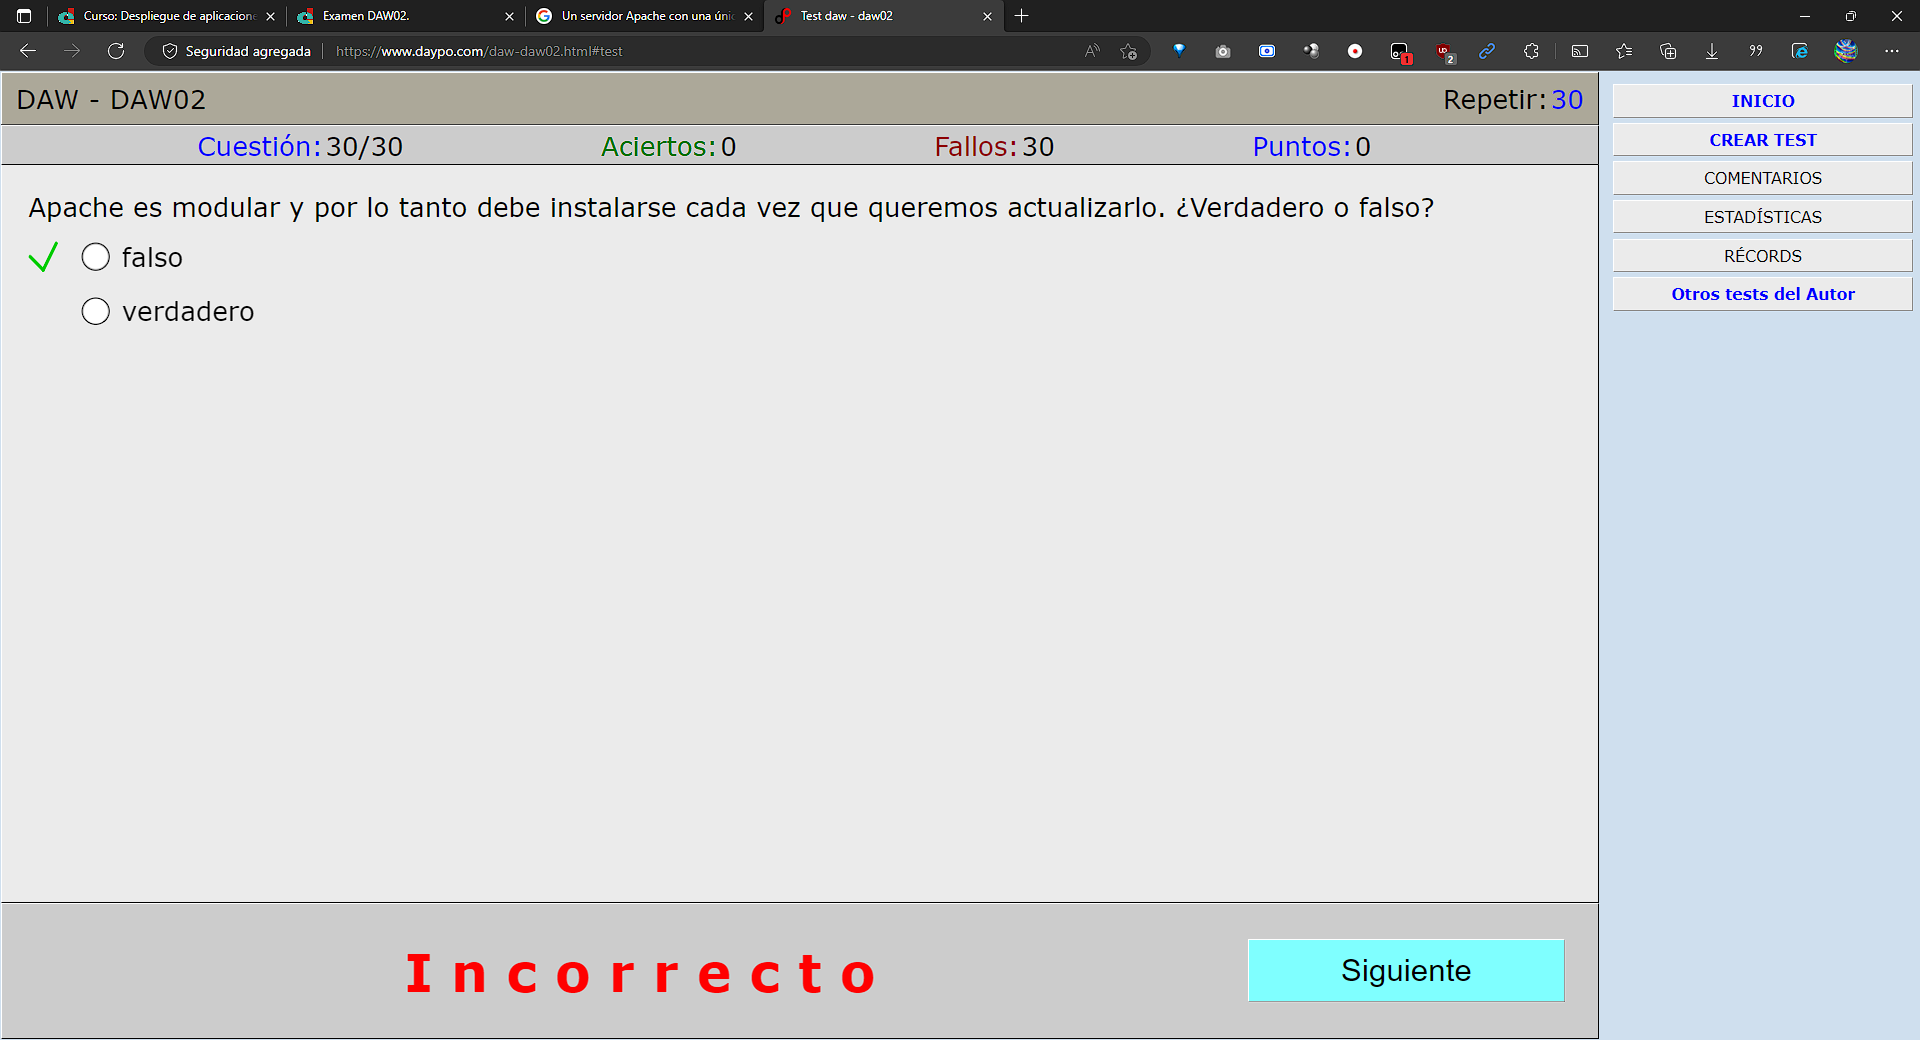 Curso: Despliegue de aplicacione
Examen DAW02.
Un servidor Apache con una únic
Test daw - daw02
Seguridad agregada
https://www.daypo.com/daw-daw02.html#test
1
2
DAW - DAW02
Repetir: 30
Cuestión: 30/30
Aciertos: 0
Fallos: 30
Puntos: 0
Apache es modular y por lo tanto debe instalarse cada vez que queremos actualizarlo. ¿Verdadero o falso?
falso
verdadero
Incorrecto
Siguiente
INICIO
CREAR TEST
COMENTARIOS
ESTADÍSTICAS
RÉCORDS
Otros tests del Autor